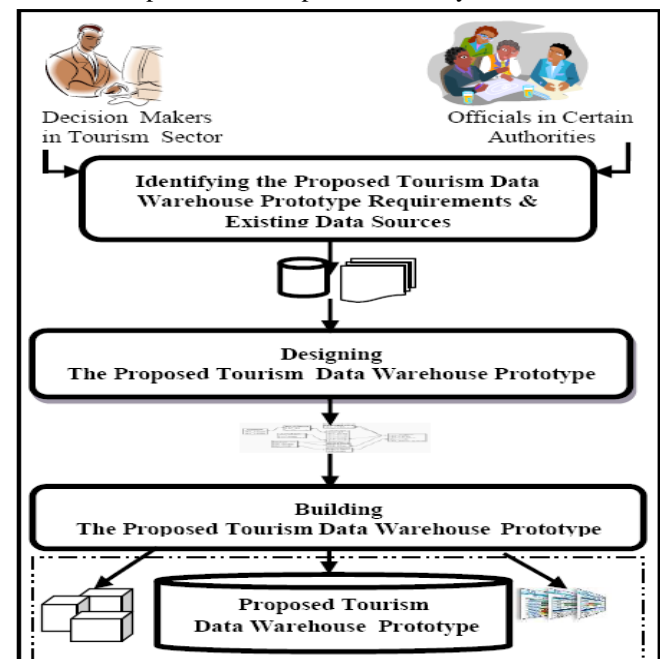 Decision Makers
in Tourism Sector
Officials in Certain
Authorities
Identifying the Proposed Tourism Data
Warehouse Prototype Requirements &
Existing Data Sources
Designing
The Proposed Tourism Data Warehouse Prototype
Building
The Proposed Tourism Data Warehouse Prototype
Proposed Tourism
Data Warehouse Prototype